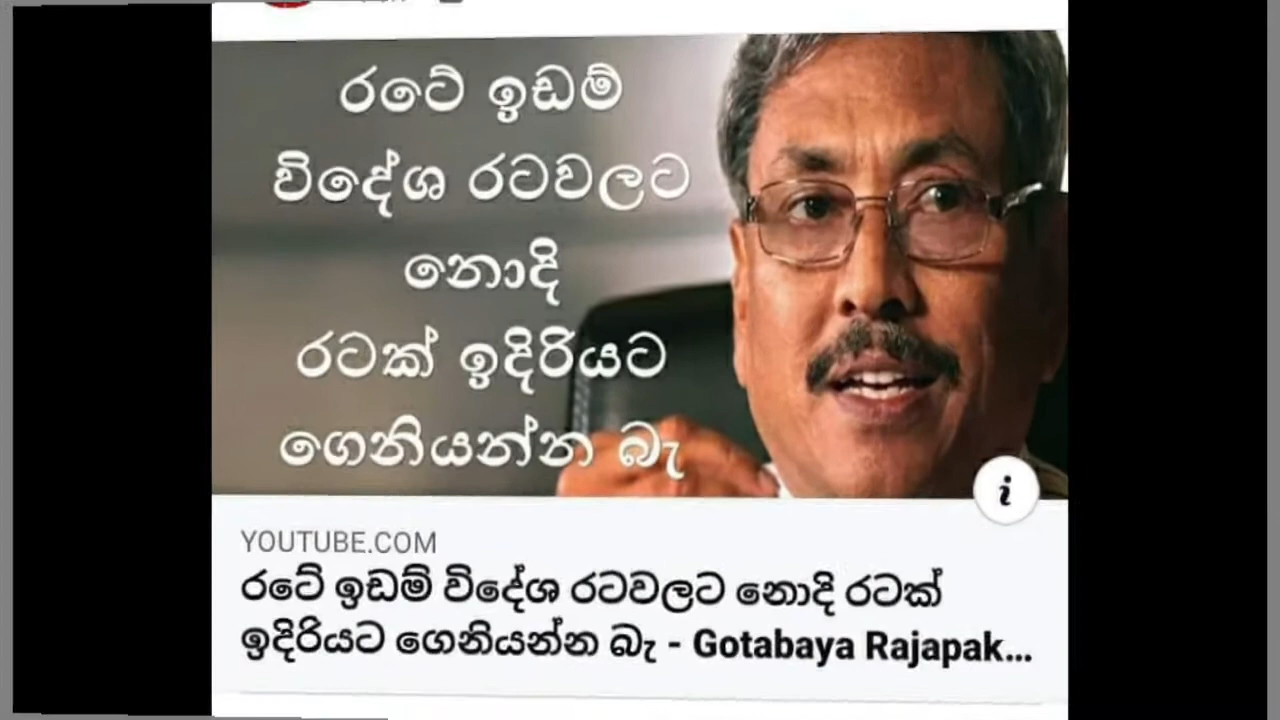 රටේ ඉඩම්
විදේශ රටවලට
නොදි
රටක් ඉදිරියට
ගෙනියන්න බැ
i
YOUTUBE.COM
රටේ ඉඩම් විදේශ රටවලට නොදි රටක්
ඉදිරියට ගෙනියන්න බැ - Gotabaya Rajapak...